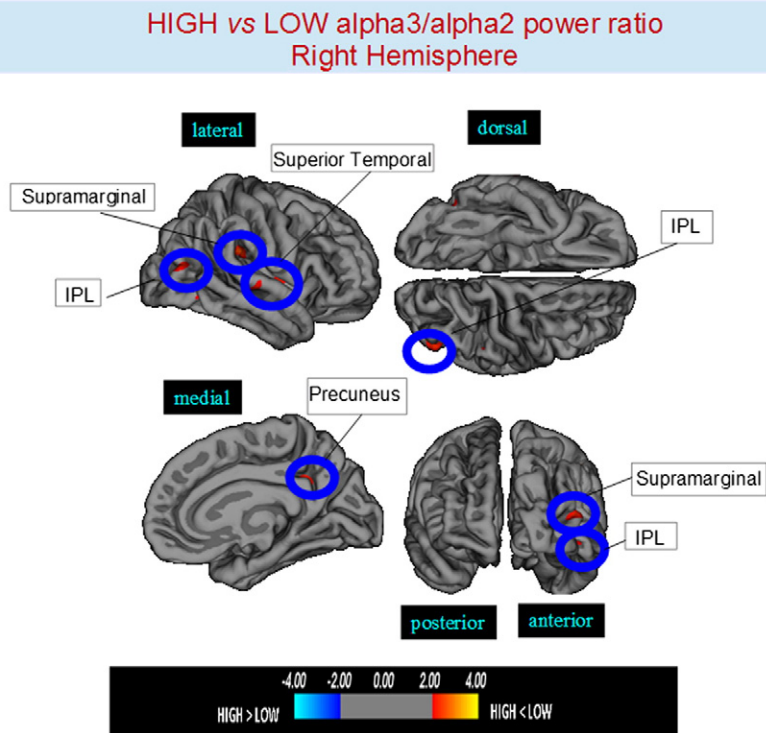 HIGH vs LOW alpha3/alpha2 power ratio
Right Hemisphere
lateral
dorsal
Superior Temporal
Supramarginal
IPL
IPL
medial
Precuneus
Supramarginal
IPL
posterior
anterior
-4.00 -2.00 0.00 2.00 4.00
HIGH > LOW HIGH < LOW